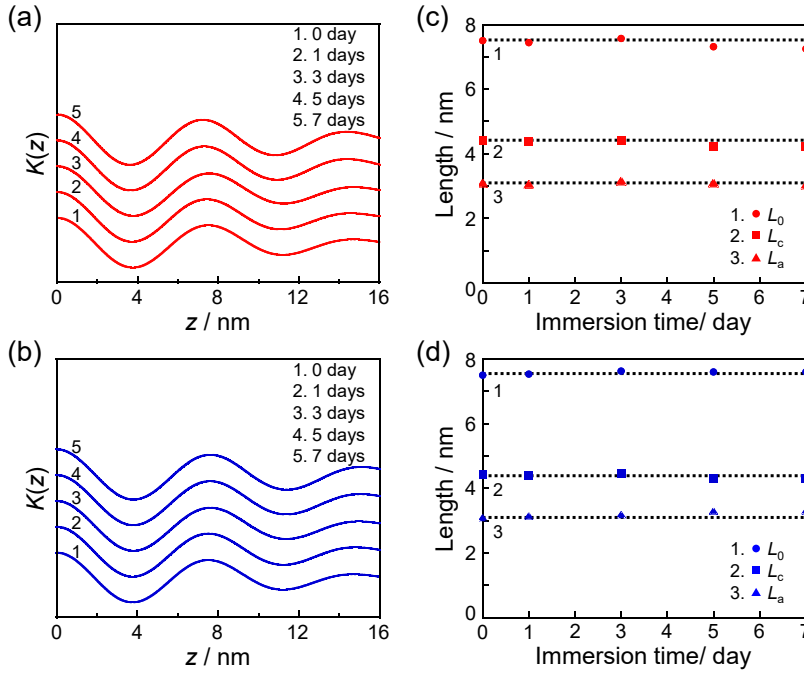 (a)
1. 0 day
2. 1 days
3. 3 days
4. 5 days
5. 7 days
5
4
3
2
1
K(z)
0
4
8
12
16
z / nm
(c)
8
6
4
2
0
Length / nm
1
2
3
1. L0
2. Lc
3. La
0
1
2
3
4
5
6
7
Immersion time/ day
(b)
1. 0 day
2. 1 days
3. 3 days
4. 5 days
5. 7 days
5
4
3
2
1
K(z)
0
4
8
12
16
z / nm
(d)
8
6
4
2
0
Length / nm
1
2
3
1. L0
2. Lc
3. La
0
1
2
3
4
5
6
7
Immersion time/ day